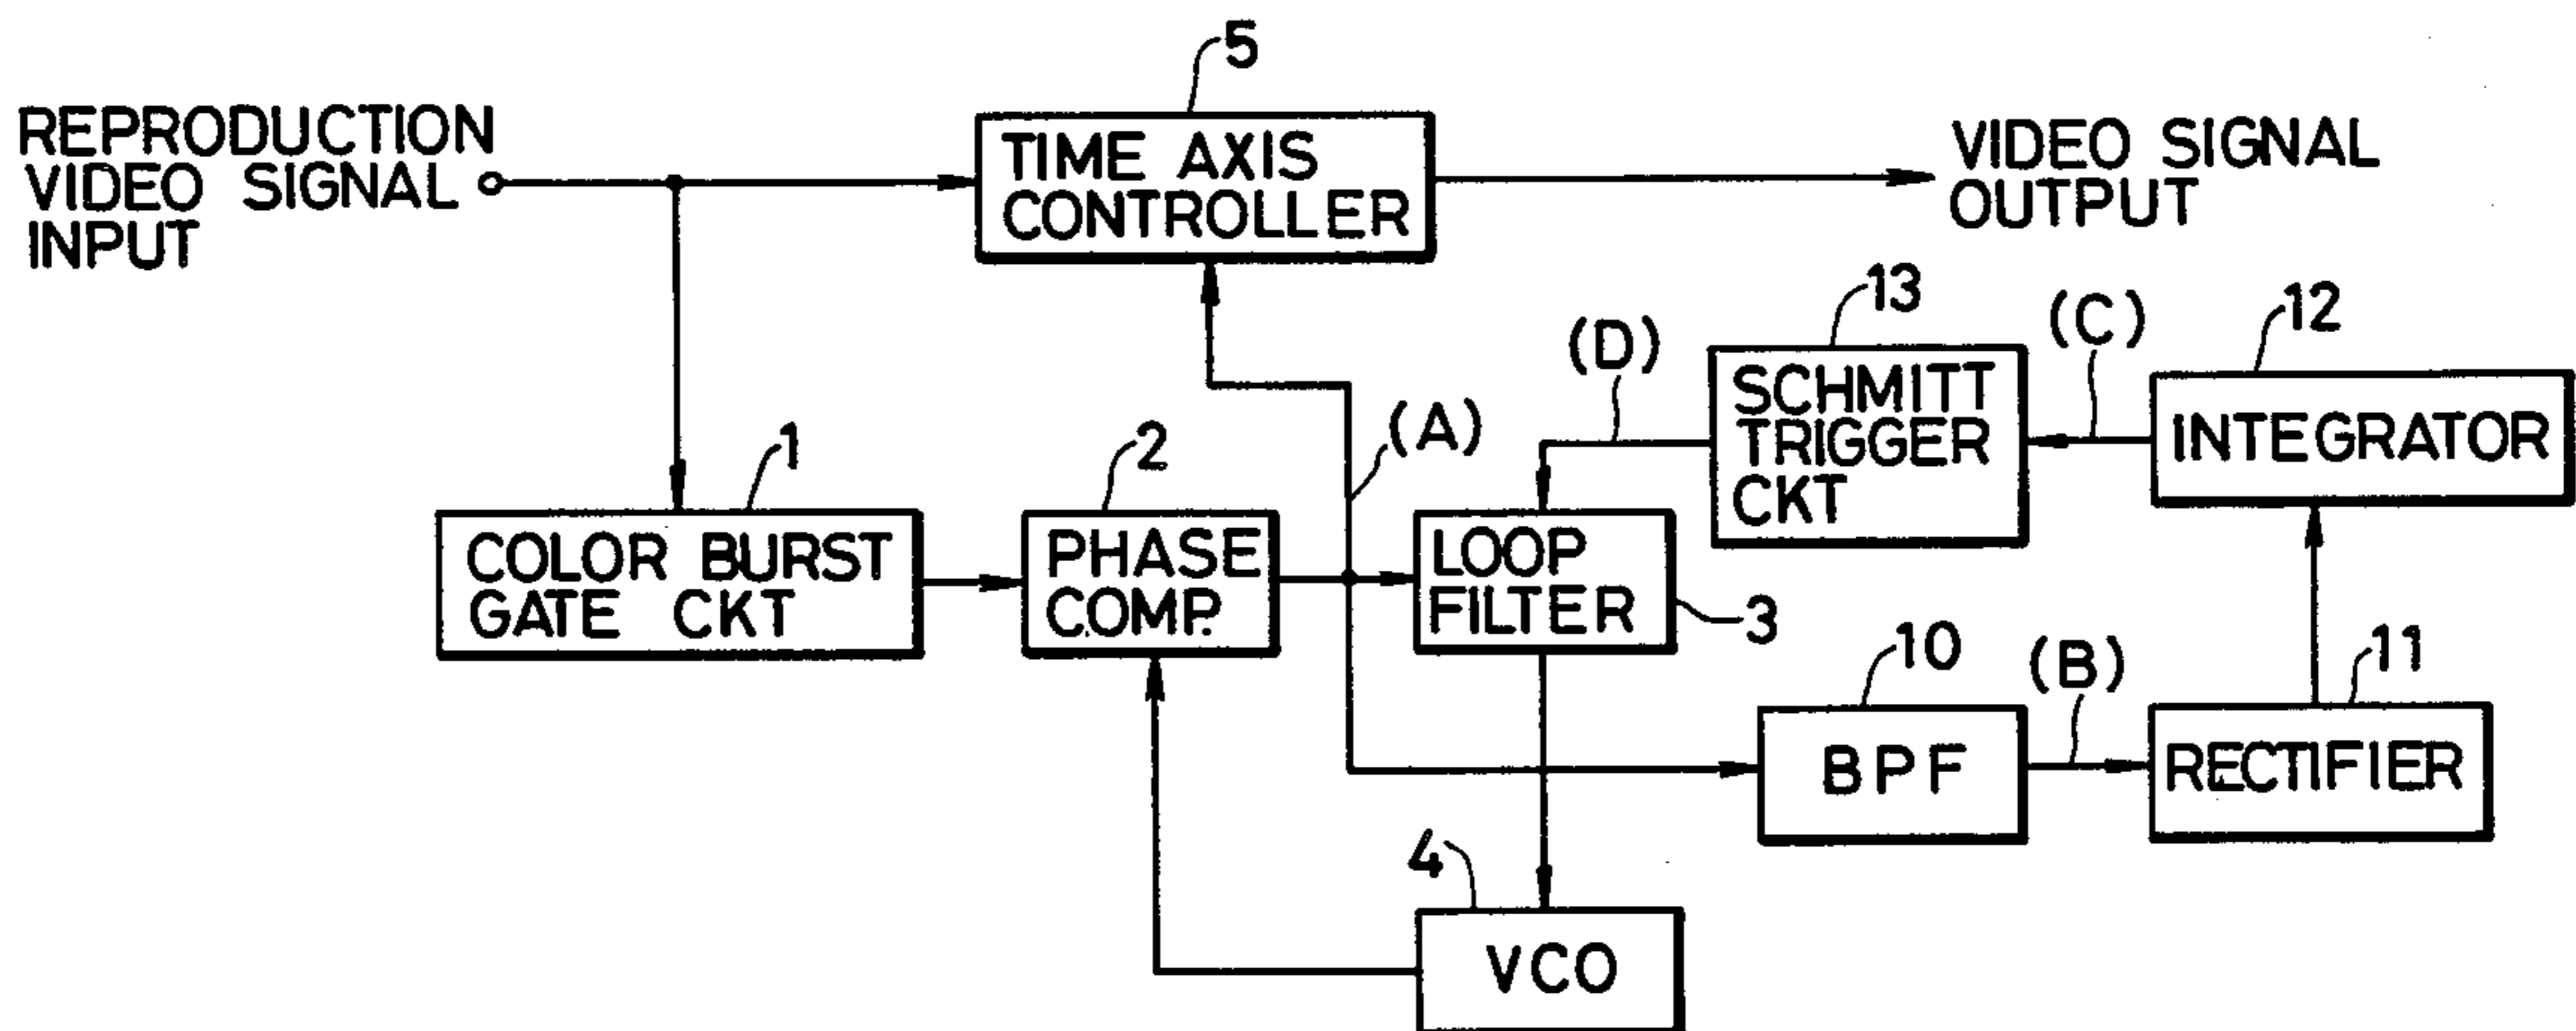 5
REPRODUCTION
VIDEO SIGNAL
INPUT
TIME AXIS
CONTROLLER
VIDEO SIGNAL
OUTPUT
13
(C)
12
(D)
SCHMITT
TRIGGER
CKT
INTEGRATOR
(A)
1
2
COLOR BURST
GATE CKT
PHASE
COMP.
LOOP
FILTER
3
10
(B)
11
BPF
RECTIFIER
4
VCO